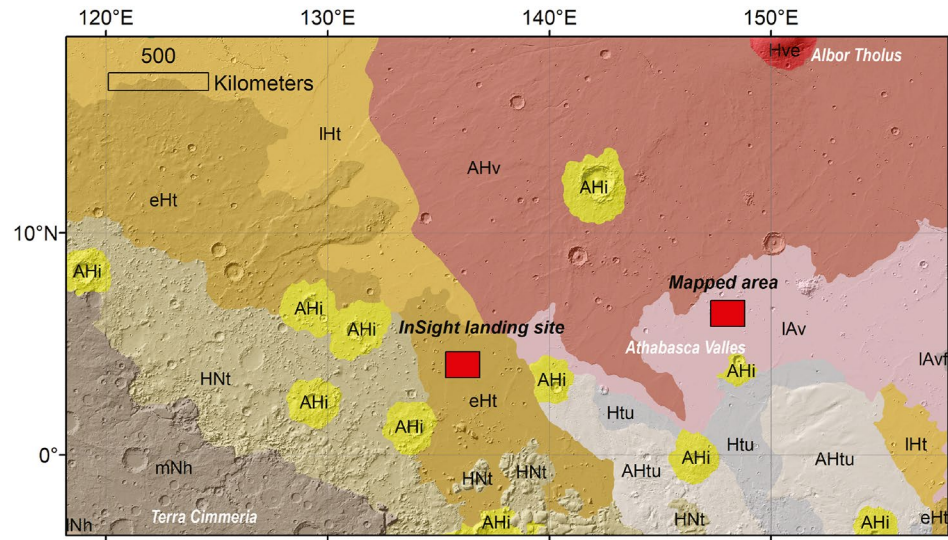 120°E 130°E 140°E 150°E
500
Kilometers
Hve Albor Tholus
lHt
AHv
AHi
eHt
10°N
AHi
Mapped area
AHi
AHi
InSight landing site
lAv
Athabasca Valles
lAvf
AHi
AHi
HNt
AHi
eHt
Htu
AHi
0°
lHt
Htu
AHi
AHtu
AHtu
mNh
HNt
HNt
Terra Cimmeria
lNh
AHi
HNt
AHi
eHt